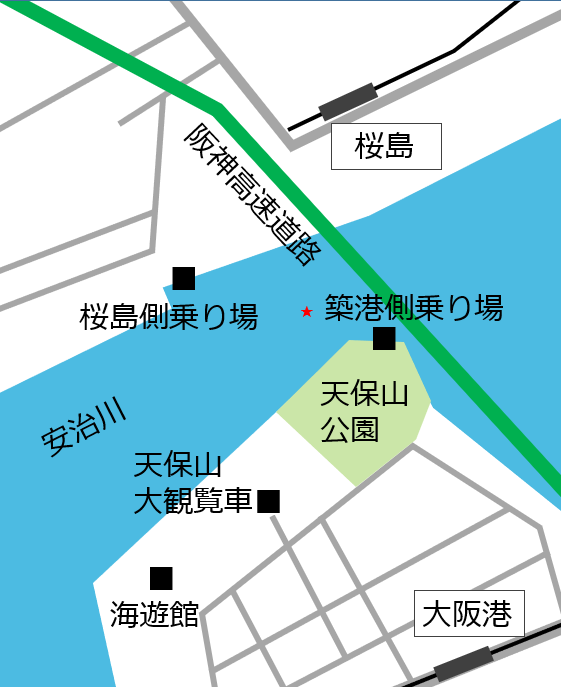 桜島
阪神高速道路
築港側乗り場
桜島側乗り場
天保山
公園
安治川
天保山
大観覧車
海遊館
大阪港